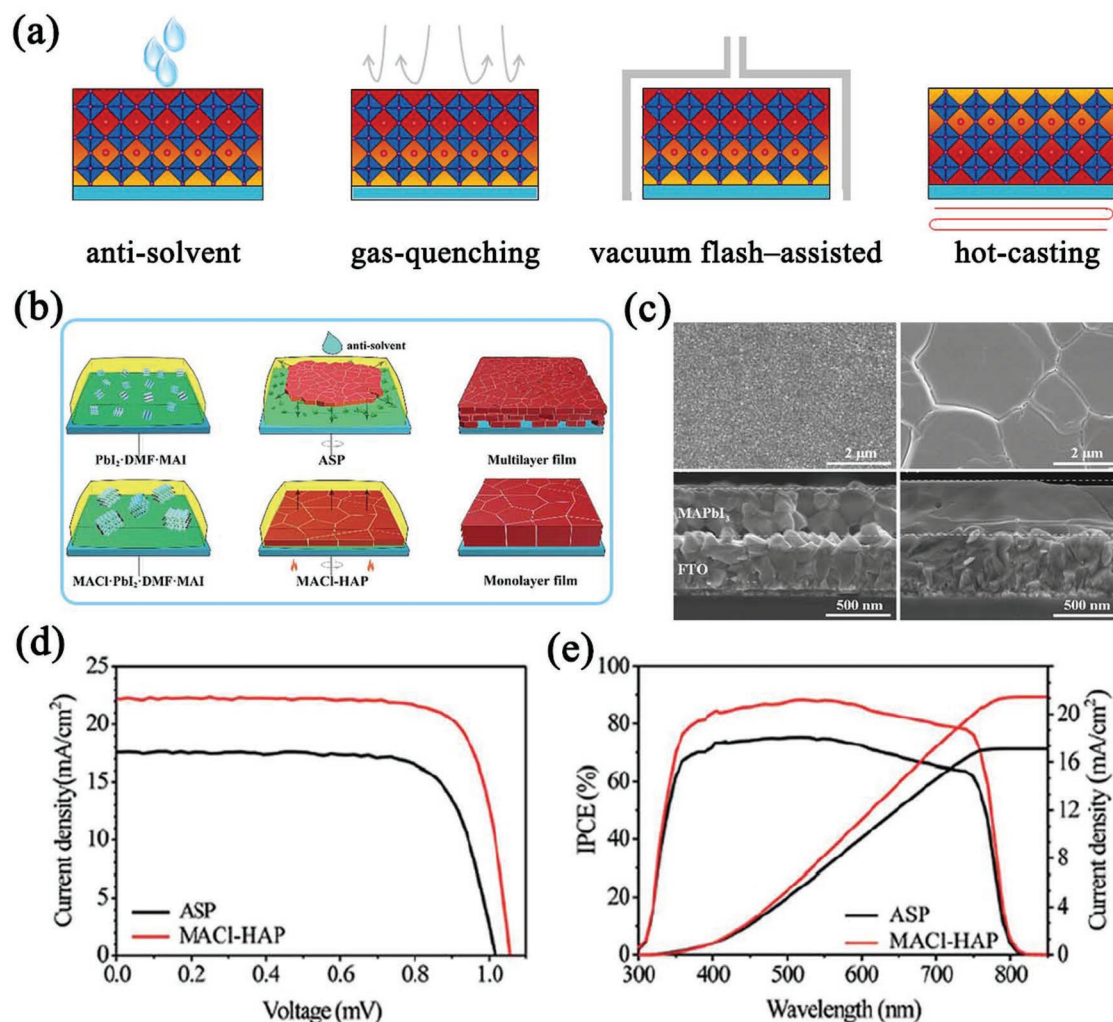 (a)
anti-solvent
gas-quenching
vacuum flash–assisted
hot-casting
(b)
anti-solvent
PbI₂·DMF·MAI
ASP
Multilayer film
MACl·PbI₂·DMF·MAI
MACl-HAP
Monolayer film
(c)
2 μm
2 μm
MAPbI₃
FTO
500 nm
500 nm
(d)
Current density(mA/cm²)
25
20
15
10
5
0
ASP
MACl-HAP
0.0
0.2
0.4
0.6
0.8
1.0
Voltage (mV)
(e)
IPCE (%)
100
80
60
40
20
0
ASP
MACl-HAP
24
20
16
12
8
4
0
Current density (mA/cm²)
300
400
500
600
700
800
Wavelength (nm)